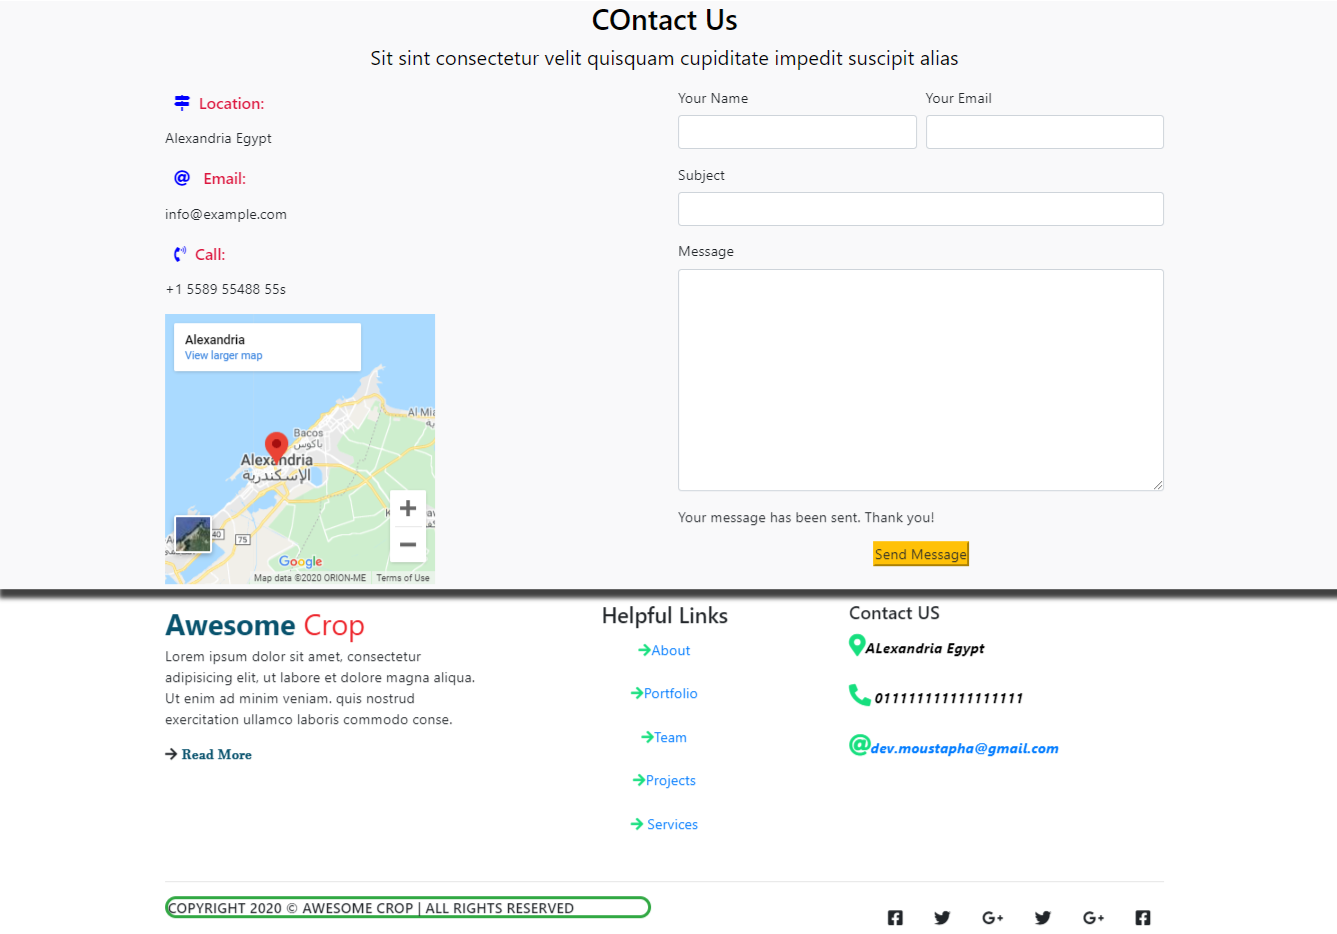 COntact Us
Sit sint consectetur velit quisquam cupiditate impedit suscipit alias
Location:
Alexandria Egypt
Email:
info@example.com
Call:
+1 5589 55488 55s
Alexandria
View larger map
Al Mi
Bacos
باكوس
Alexandria
الإسكندرية
40
75
Google
Map data ©2020 ORION-ME
Terms of Use
Your Name
Your Email
Subject
Message
Your message has been sent. Thank you!
Send Message
Awesome Crop
Lorem ipsum dolor sit amet, consectetur
adipisicing elit, ut labore et dolore magna aliqua.
Ut enim ad minim veniam. quis nostrud
exercitation ullamco laboris commodo conse.
Read More
Helpful Links
About
Portfolio
Team
Projects
Services
Contact US
ALexandria Egypt
011111111111111111
dev.moustapha@gmail.com
COPYRIGHT 2020 © AWESOME CROP | ALL RIGHTS RESERVED